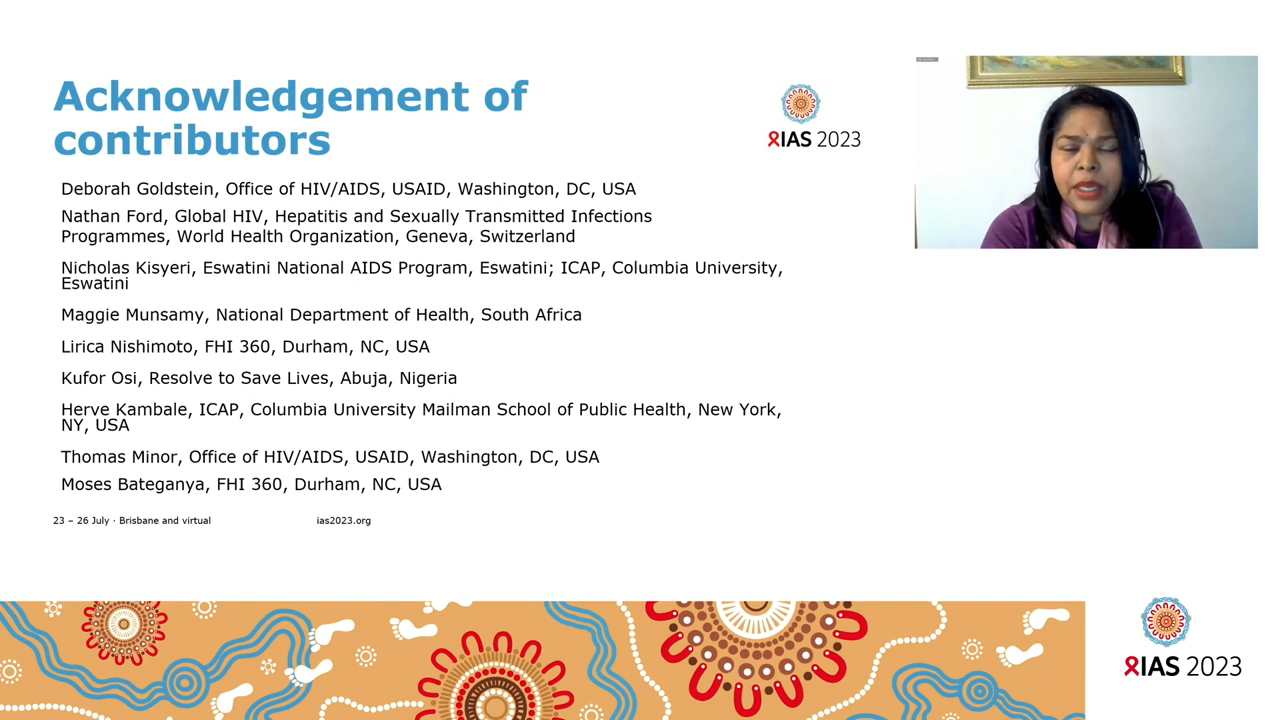 Acknowledgement of
contributors
IAS 2023
Deborah Goldstein, Office of HIV/AIDS, USAID, Washington, DC, USA
Nathan Ford, Global HIV, Hepatitis and Sexually Transmitted Infections
Programmes, World Health Organization, Geneva, Switzerland
Nicholas Kisyeri, Eswatini National AIDS Program, Eswatini; ICAP, Columbia University,
Eswatini
Maggie Munsamy, National Department of Health, South Africa
Lirica Nishimoto, FHI 360, Durham, NC, USA
Kufor Osi, Resolve to Save Lives, Abuja, Nigeria
Herve Kambale, ICAP, Columbia University Mailman School of Public Health, New York,
NY, USA
Thomas Minor, Office of HIV/AIDS, USAID, Washington, DC, USA
Moses Bateganya, FHI 360, Durham, NC, USA
23 – 26 July · Brisbane and virtual
ias2023.org
IAS 2023